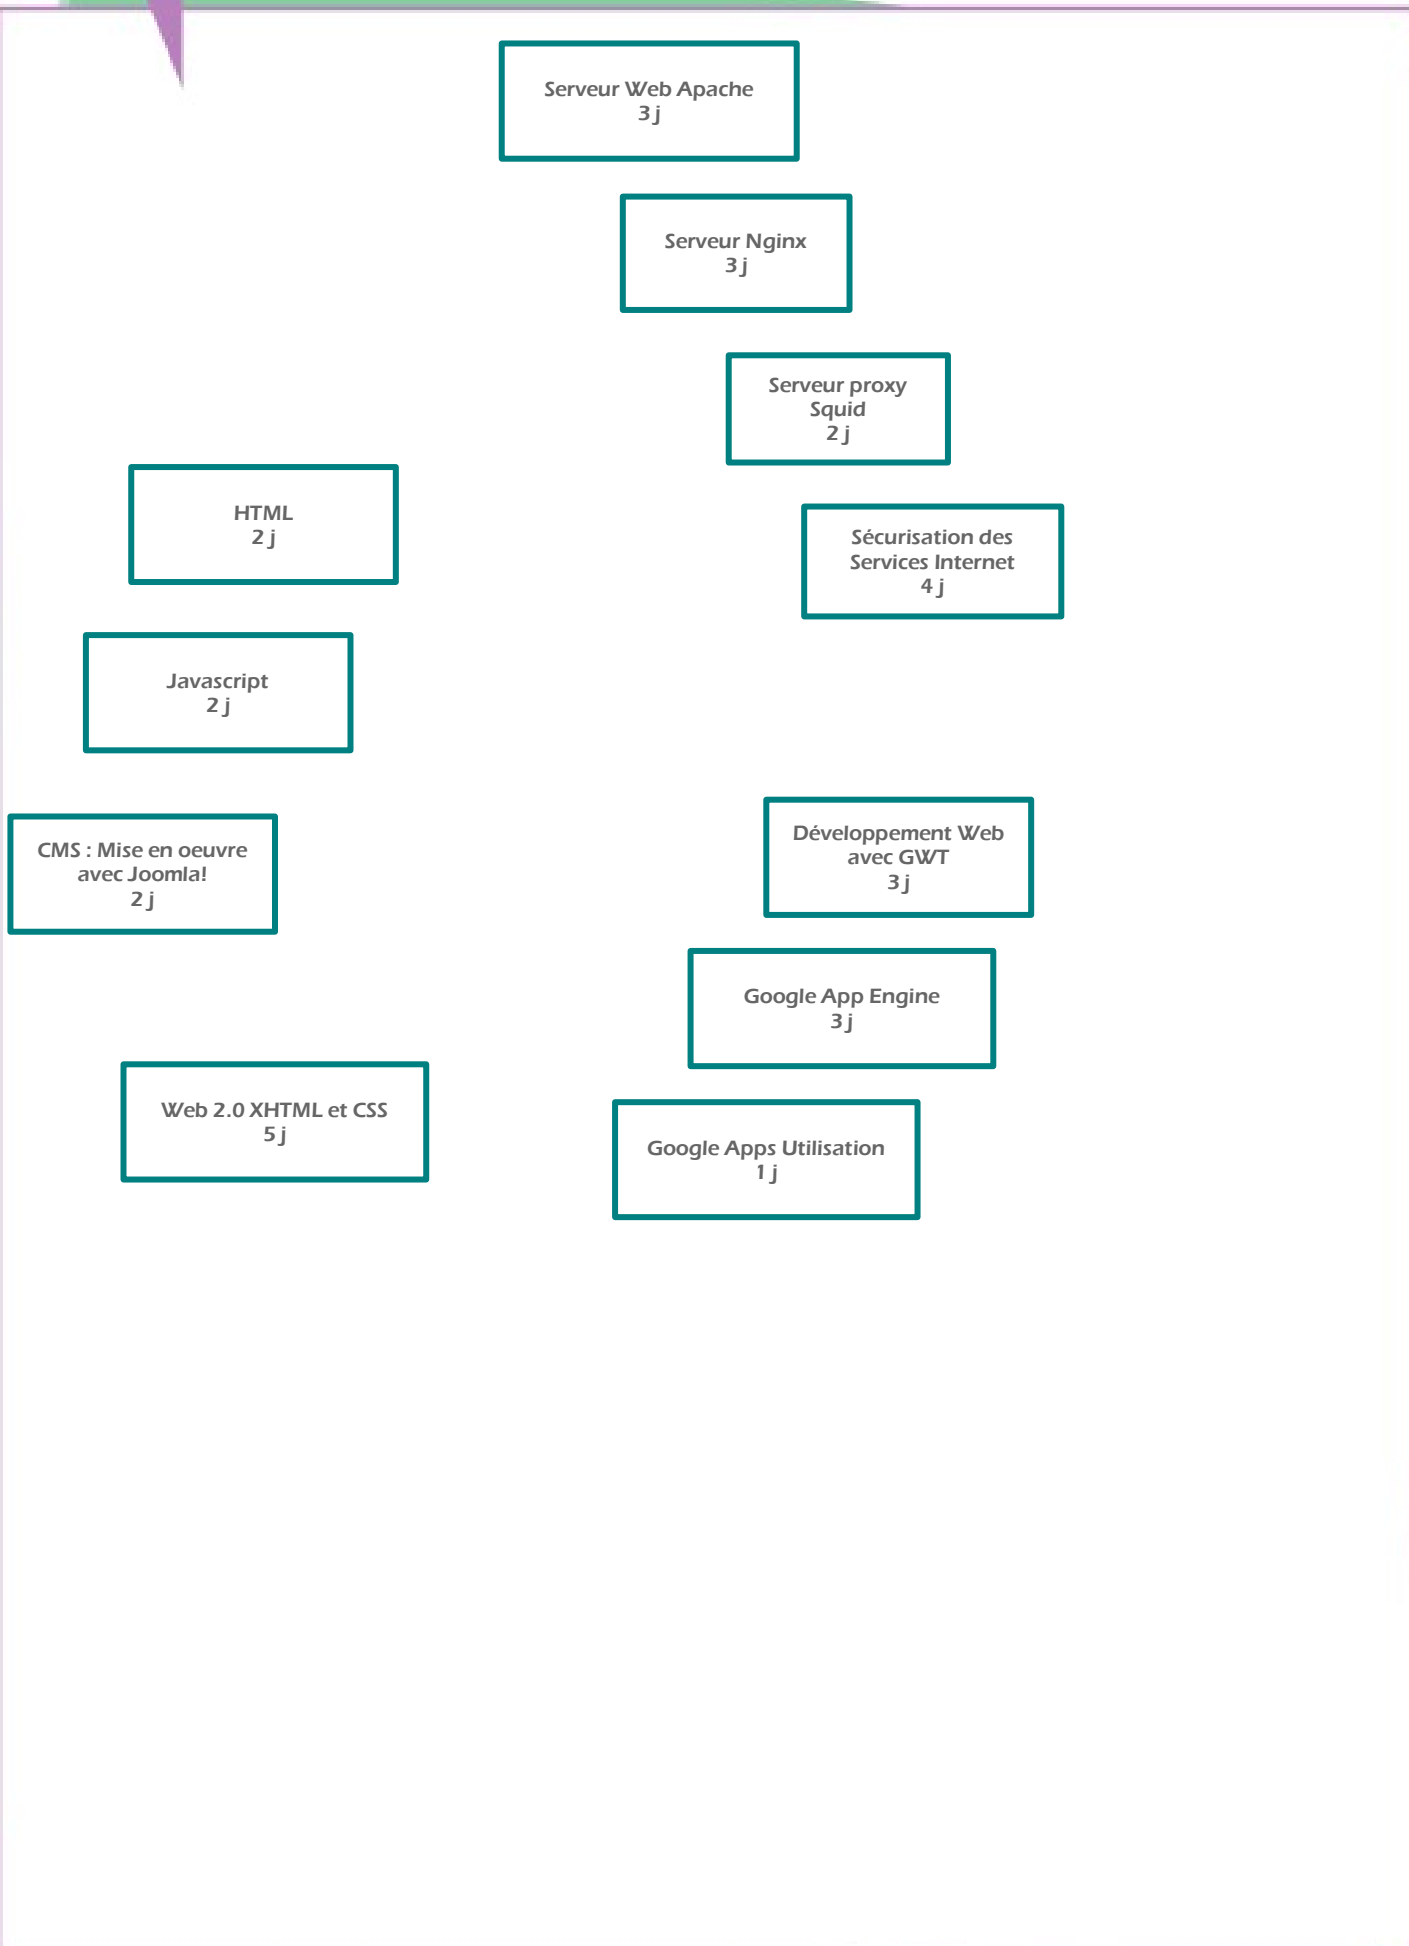 Serveur Web Apache
3 j
Serveur Nginx
3 j
Serveur proxy
Squid
2 j
HTML
2 j
Sécurisation des
Services Internet
4 j
Javascript
2 j
CMS : Mise en oeuvre
avec Joomla!
2 j
Développement Web
avec GWT
3 j
Google App Engine
3 j
Web 2.0 XHTML et CSS
5 j
Google Apps Utilisation
1 j